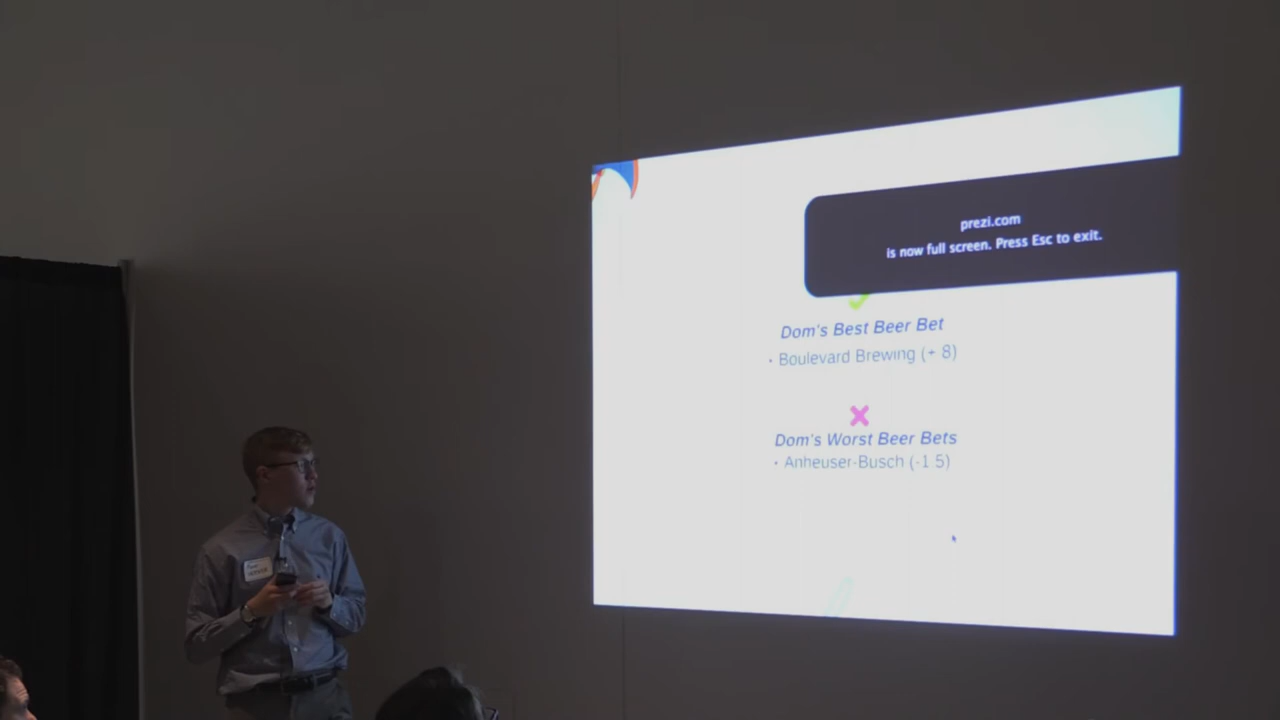 prezi.com
is now full screen. Press Esc to exit.
Dom's Best Beer Bet
• Boulevard Brewing (+ 8)
Dom's Worst Beer Bets
• Anheuser-Busch (-1 5)